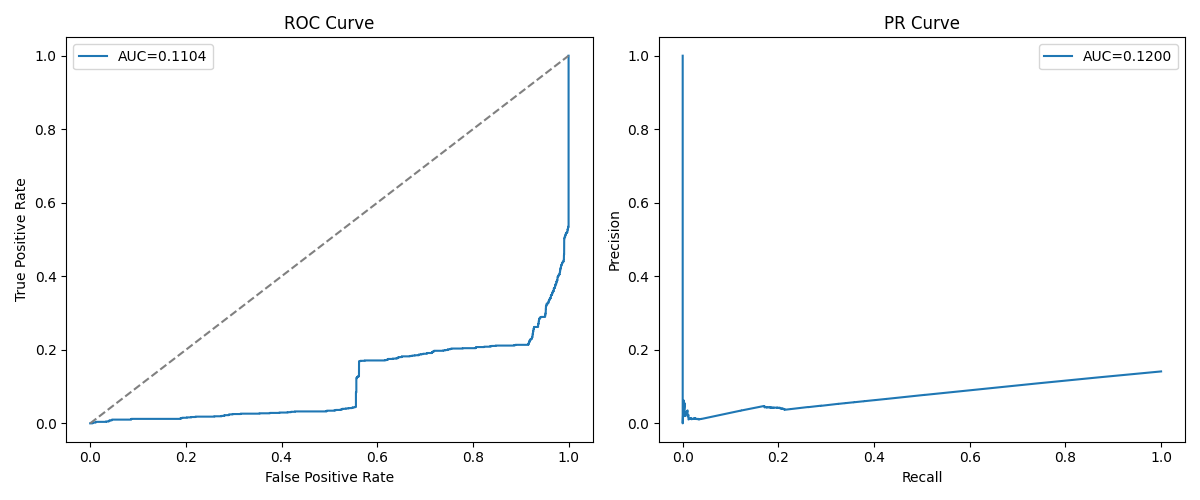 ROC Curve
AUC=0.1104
1.0
0.8
0.6
0.4
0.2
0.0
True Positive Rate
0.0 0.2 0.4 0.6 0.8 1.0
False Positive Rate
PR Curve
AUC=0.1200
1.0
0.8
0.6
0.4
0.2
0.0
Precision
0.0 0.2 0.4 0.6 0.8 1.0
Recall